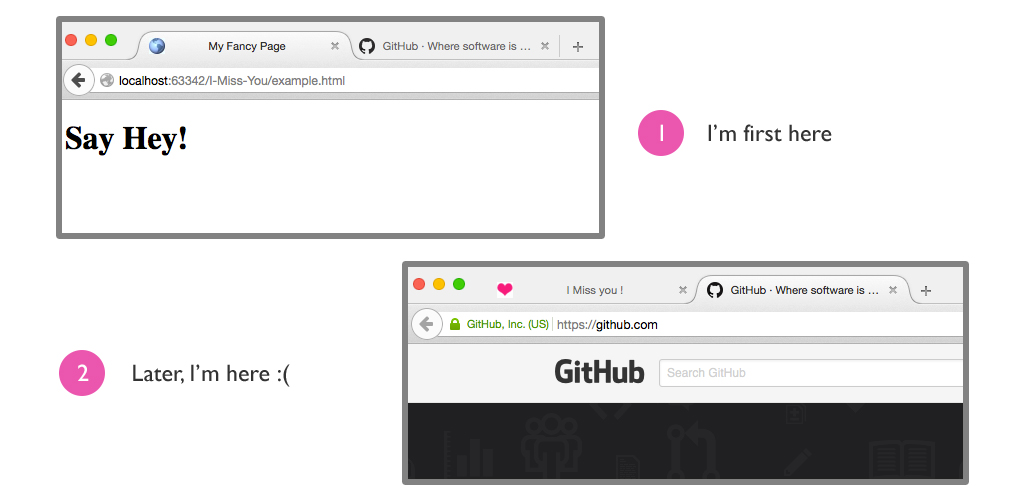 My Fancy Page
GitHub · Where software is ...
localhost:63342/I-Miss-You/example.html
Say Hey!
1
I'm first here
I Miss you !
GitHub · Where software is ...
GitHub, Inc. (US)
https://github.com
GitHub
Search GitHub
2
Later, I'm here :(